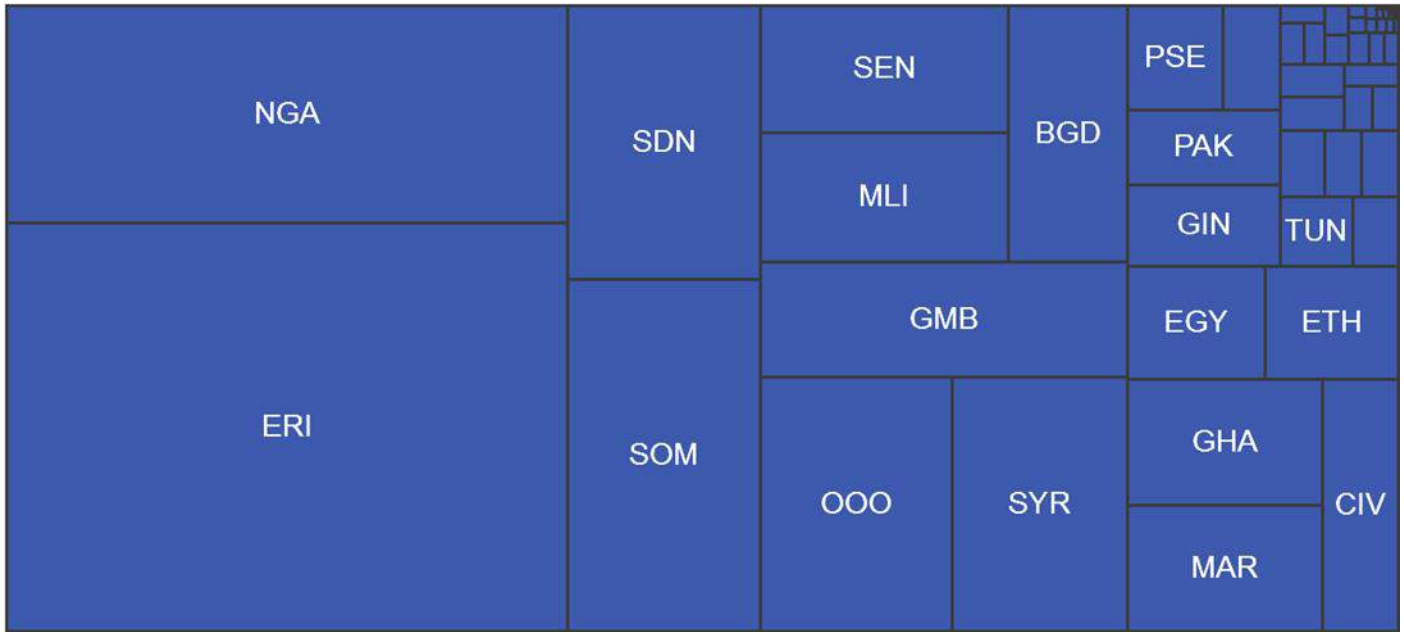 NGA
ERI
SDN
SOM
SEN
MLI
BGD
GMB
OOO
SYR
PSE
PAK
GIN
TUN
EGY
ETH
GHA
MAR
CIV